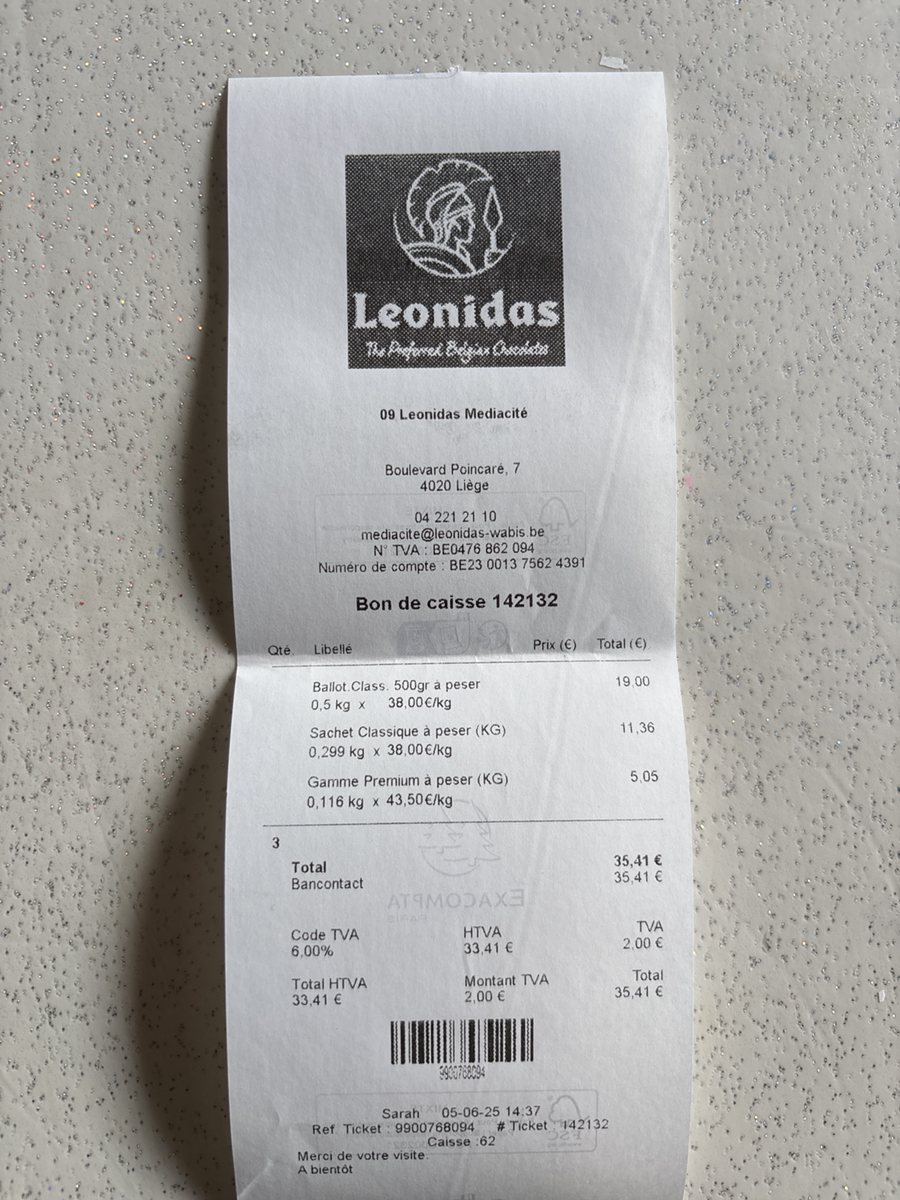 Leonidas
The Preferred Belgian Chocolates
09 Leonidas Mediacité
Boulevard Poincaré, 7
4020 Liège
04 221 21 10
mediacite@leonidas-wabis.be
N° TVA : BE0476 862 094
Numéro de compte : BE23 0013 7562 4391
Bon de caisse 142132
Qté. Libellé Prix (€) Total (€)
Ballot.Class. 500gr à peser 19,00
0,5 kg x 38,00€/kg
Sachet Classique à peser (KG) 11,36
0,299 kg x 38,00€/kg
Gamme Premium à peser (KG) 5,05
0,116 kg x 43,50€/kg
3
Total 35,41 €
Bancontact 35,41 €
EXACOMPTA
PARIS
Code TVA HTVA TVA
6,00% 33,41 € 2,00 €
Total HTVA Montant TVA Total
33,41 € 2,00 € 35,41 €
9900768094
Sarah 05-06-25 14:37
Ref Ticket : 9900768094 # Ticket 142132
FSC
Caisse :62
Merci de votre visite.
A bientôt